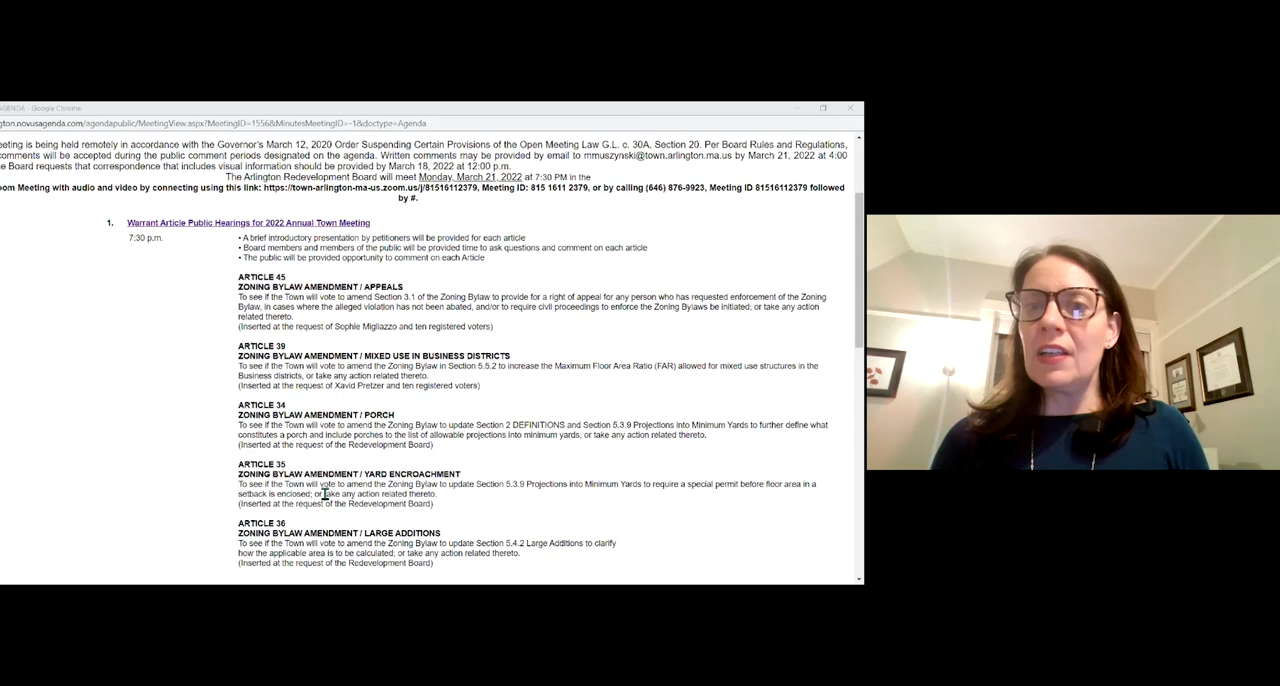 AGENDA - Google Chrome
ngton.novusagenda.com/agendapublic/MeetingView.aspx?MeetingID=1556&MinutesMeetingID=-1&doctype=Agenda
eeting is being held remotely in accordance with the Governor's March 12, 2020 Order Suspending Certain Provisions of the Open Meeting Law G.L. c. 30A, Section 20. Per Board Rules and Regulations,
comments will be accepted during the public comment periods designated on the agenda. Written comments may be provided by email to mmuszynski@town.arlington.ma.us by March 21, 2022 at 4:00
e Board requests that correspondence that includes visual information should be provided by March 18, 2022 at 12:00 p.m.
The Arlington Redevelopment Board will meet Monday, March 21, 2022 at 7:30 PM in the
oom Meeting with audio and video by connecting using this link: https://town-arlington-ma-us.zoom.us/j/81516112379, Meeting ID: 815 1611 2379, or by calling (646) 876-9923, Meeting ID 81516112379 followed
by #.
1. Warrant Article Public Hearings for 2022 Annual Town Meeting
7:30 p.m. • A brief introductory presentation by petitioners will be provided for each article
• Board members and members of the public will be provided time to ask questions and comment on each article
• The public will be provided opportunity to comment on each Article
ARTICLE 45
ZONING BYLAW AMENDMENT / APPEALS
To see if the Town will vote to amend Section 3.1 of the Zoning Bylaw to provide for a right of appeal for any person who has requested enforcement of the Zoning
Bylaw, in cases where the alleged violation has not been abated, and/or to require civil proceedings to enforce the Zoning Bylaws be initiated; or take any action
related thereto.
(Inserted at the request of Sophie Migliazzo and ten registered voters)
ARTICLE 39
ZONING BYLAW AMENDMENT / MIXED USE IN BUSINESS DISTRICTS
To see if the Town will vote to amend the Zoning Bylaw in Section 5.5.2 to increase the Maximum Floor Area Ratio (FAR) allowed for mixed use structures in the
Business districts, or take any action related thereto.
(Inserted at the request of Xavid Pretzer and ten registered voters)
ARTICLE 34
ZONING BYLAW AMENDMENT / PORCH
To see if the Town will vote to amend the Zoning Bylaw to update Section 2 DEFINITIONS and Section 5.3.9 Projections into Minimum Yards to further define what
constitutes a porch and include porches to the list of allowable projections into minimum yards; or take any action related thereto.
(Inserted at the request of the Redevelopment Board)
ARTICLE 35
ZONING BYLAW AMENDMENT / YARD ENCROACHMENT
To see if the Town will vote to amend the Zoning Bylaw to update Section 5.3.9 Projections into Minimum Yards to require a special permit before floor area in a
setback is enclosed; or take any action related thereto.
(Inserted at the request of the Redevelopment Board)
ARTICLE 36
ZONING BYLAW AMENDMENT / LARGE ADDITIONS
To see if the Town will vote to amend the Zoning Bylaw to update Section 5.4.2 Large Additions to clarify
how the applicable area is to be calculated; or take any action related thereto.
(Inserted at the request of the Redevelopment Board)